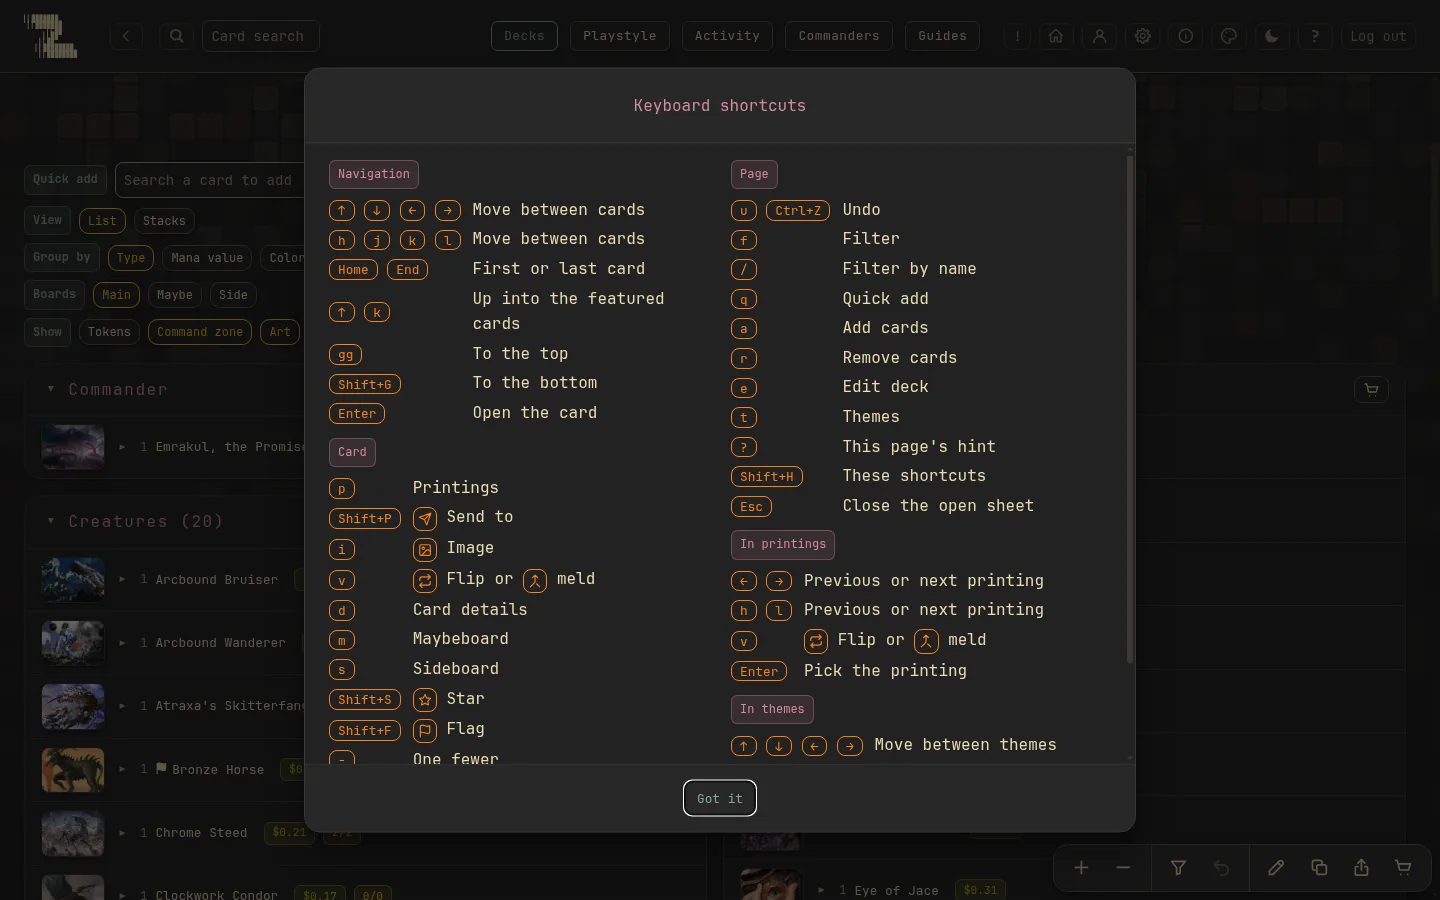 Card search
Decks
Playstyle
Activity
Commanders
Guides
!
?
Log out
Keyboard shortcuts
Quick add
Search a card to add
View
List
Stacks
Group by
Type
Mana value
Color
Boards
Main
Maybe
Side
Show
Tokens
Command zone
Art
Commander
1 Emrakul, the Promise
Creatures (20)
1 Arcbound Bruiser
1 Arcbound Wanderer
1 Atraxa's Skitterfang
1 Bronze Horse
1 Chrome Steed $0.21 2/2
1 Clockwork Condor $0.17 0/0
Navigation
↑ ↓ ← → Move between cards
h j k l Move between cards
Home End First or last card
↑ k Up into the featured
cards
gg To the top
Shift+G To the bottom
Enter Open the card
Card
p Printings
Shift+P Send to
i Image
v Flip or meld
d Card details
m Maybeboard
s Sideboard
Shift+S Star
Shift+F Flag
- One fewer
Page
u Ctrl+Z Undo
f Filter
/ Filter by name
q Quick add
a Add cards
r Remove cards
e Edit deck
t Themes
? This page's hint
Shift+H These shortcuts
Esc Close the open sheet
In printings
← → Previous or next printing
h l Previous or next printing
v Flip or meld
Enter Pick the printing
In themes
↑ ↓ ← → Move between themes
Got it
1 Eye of Jace $0.31